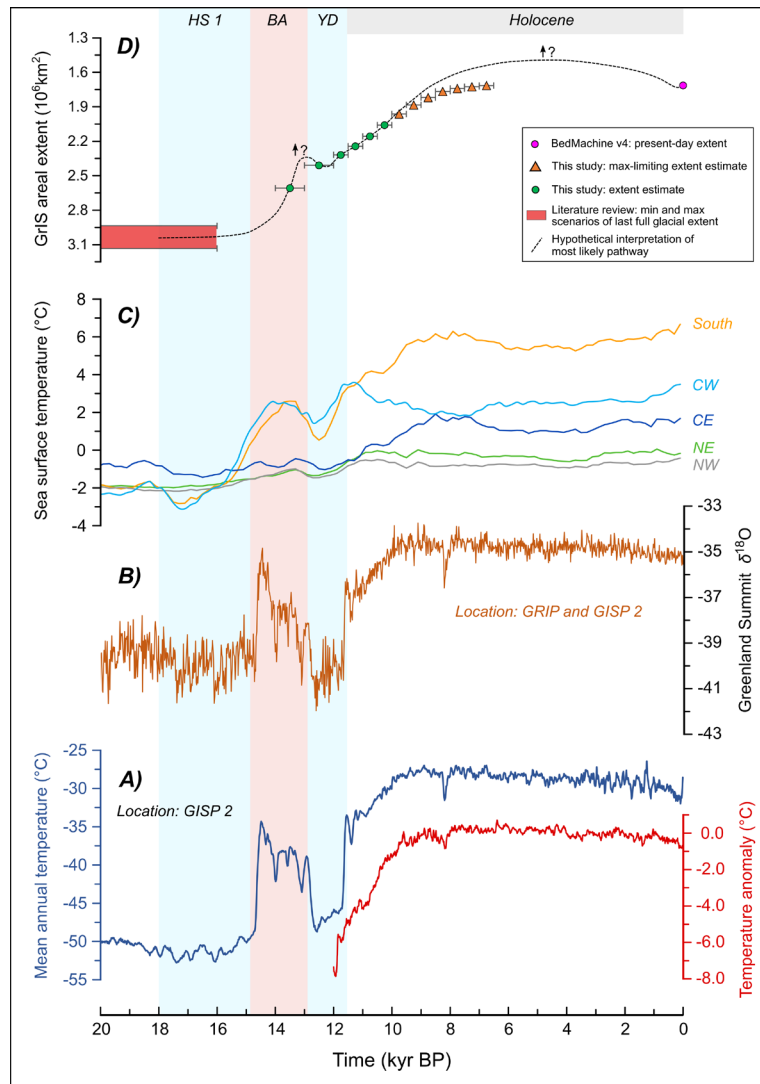 HS 1 BA YD Holocene
D)
GrIS areal extent (10⁶km²)
1.3
1.6
1.9
2.2
2.5
2.8
3.1
?
?
BedMachine v4: present-day extent
This study: max-limiting extent estimate
This study: extent estimate
Literature review: min and max
scenarios of last full glacial extent
Hypothetical interpretation of
most likely pathway
C)
Sea surface temperature (°C)
8
6
4
2
0
-2
-4
South
CW
CE
NE
NW
B)
Location: GRIP and GISP 2
Greenland Summit δ¹⁸O
-33
-35
-37
-39
-41
-43
A)
Location: GISP 2
Mean annual temperature (°C)
-25
-30
-35
-40
-45
-50
-55
Temperature anomaly (°C)
0.0
-2.0
-4.0
-6.0
-8.0
20 18 16 14 12 10 8 6 4 2 0
Time (kyr BP)